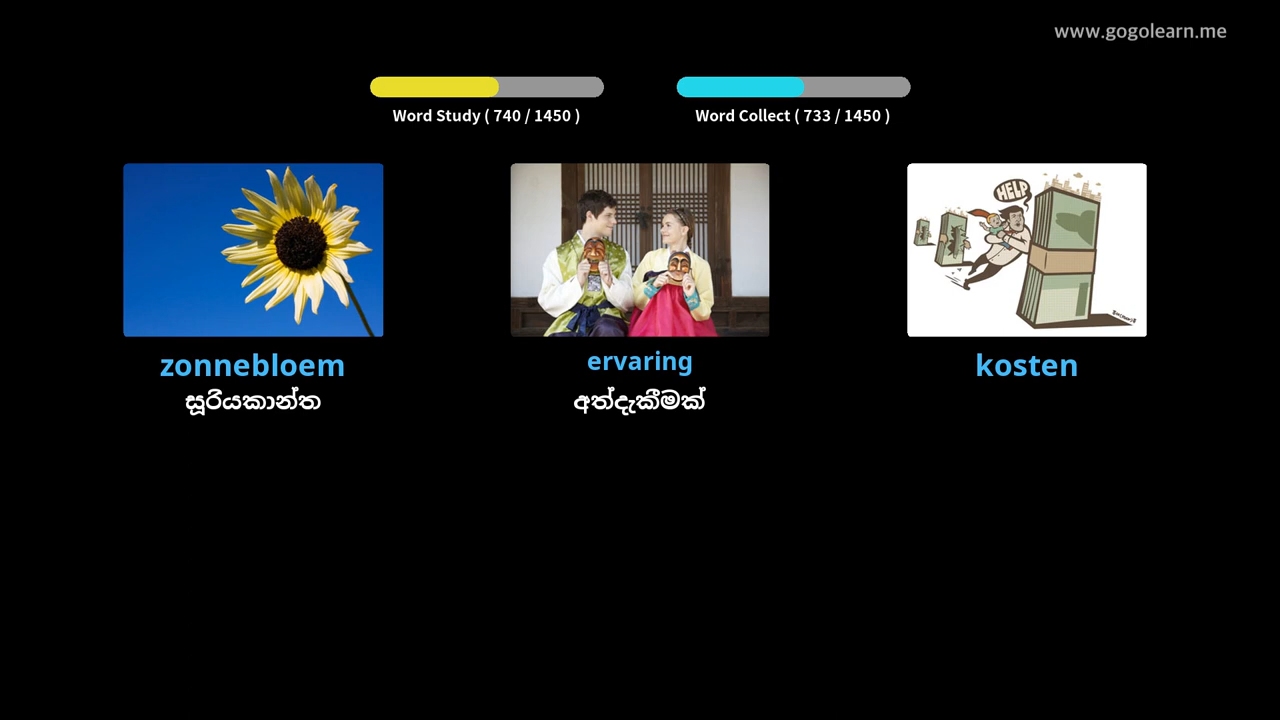 www.gogolearn.me
Word Study ( 740 / 1450 )
Word Collect ( 733 / 1450 )
HELP
zonnebloem
ervaring
kosten
සූරියකාන්ත
අත්දැකීමක්